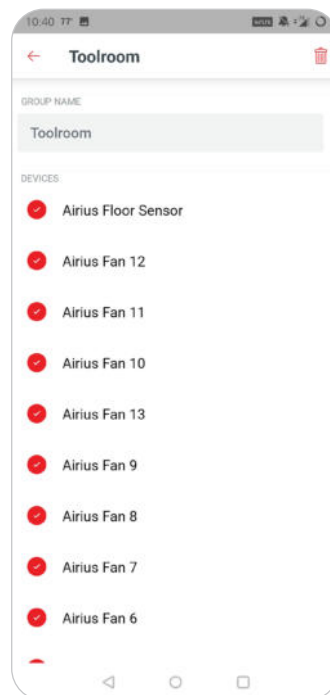 10:40 77°
Toolroom
GROUP NAME
Toolroom
DEVICES
Airius Floor Sensor
Airius Fan 12
Airius Fan 11
Airius Fan 10
Airius Fan 13
Airius Fan 9
Airius Fan 8
Airius Fan 7
Airius Fan 6